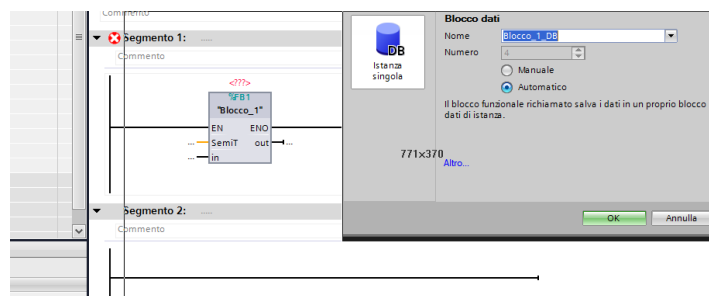 Commento
Segmento 1: .....
Commento
<???>
%FB1
"Blocco_1"
EN ENO
... SemiT out ...
... in
Segmento 2: .....
Commento
DB
Istanza
singola
Blocco dati
Nome Blocco_1_DB
Numero 4
Manuale
Automatico
Il blocco funzionale richiamato salva i dati in un proprio blocco
dati di istanza.
771×370
Altro...
OK Annulla